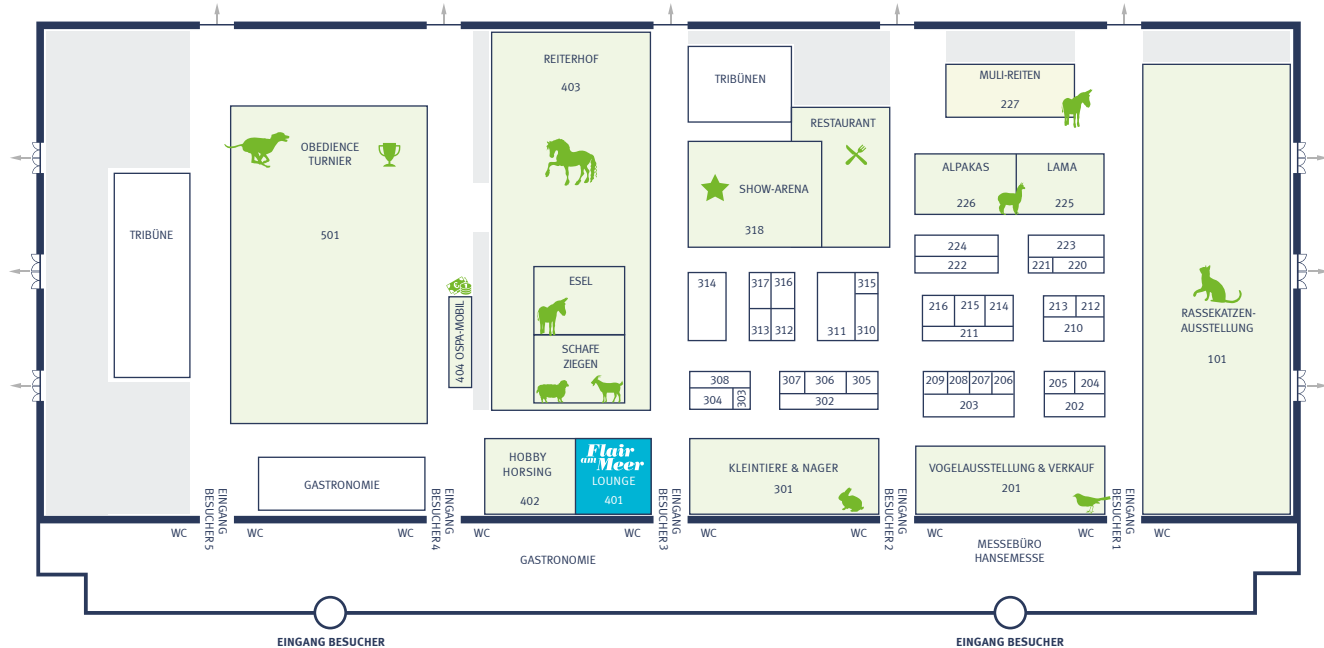 REITERHOF
403
TRIBÜNEN
MULI-REITEN
227
RESTAURANT
OBEDIENCE
TURNIER
501
ALPAKAS
226
LAMA
225
SHOW-ARENA
318
TRIBÜNE
224
222
223
221
220
ESEL
314
317
316
313
312
311
315
310
216
215
214
211
213
212
210
RASSEKATZEN-
AUSSTELLUNG
101
404 OSPA-MOBIL
SCHAFE
ZIEGEN
308
304
303
307
306
305
302
209
208
207
206
203
205
204
202
HOBBY
HORSING
402
Flair
am Meer
LOUNGE
401
KLEINTIERE & NAGER
301
VOGELAUSSTELLUNG & VERKAUF
201
GASTRONOMIE
EINGANG
BESUCHER 5
EINGANG
BESUCHER 4
EINGANG
BESUCHER 3
EINGANG
BESUCHER 2
EINGANG
BESUCHER 1
WC
WC
WC
WC
WC
WC
WC
WC
WC
GASTRONOMIE
MESSEBÜRO
HANSEMESSE
EINGANG BESUCHER
EINGANG BESUCHER